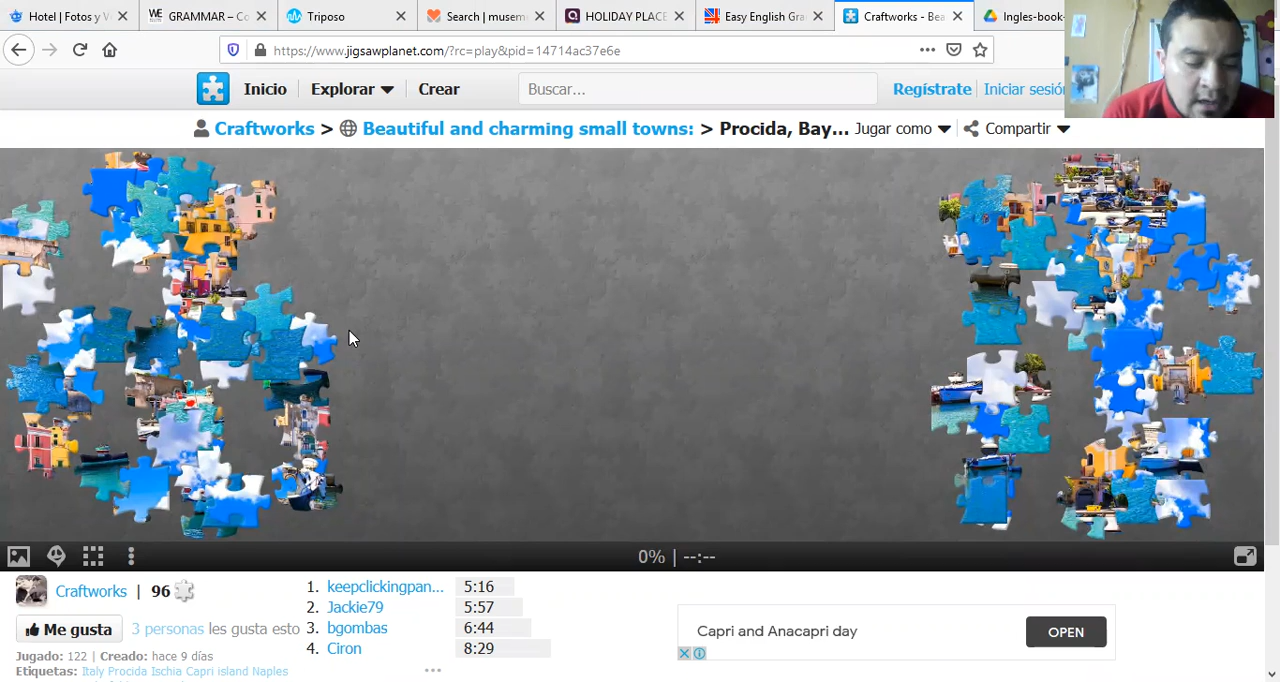 Hotel | Fotos y V
WE GRAMMAR – Co
Triposo
Search | musem
HOLIDAY PLACE
Easy English Gra
Craftworks - Bea
Ingles-book-
https://www.jigsawplanet.com/?rc=play&pid=14714ac37e6e
Inicio Explorar Crear Buscar... Regístrate Iniciar sesión
Craftworks > Beautiful and charming small towns: > Procida, Bay... Jugar como Compartir
0% | --:--
Craftworks | 96
Me gusta 3 personas les gusta esto
Jugado: 122 | Creado: hace 9 días
Etiquetas: Italy Procida Ischia Capri island Naples
1. keepclickingpan... 5:16
2. Jackie79 5:57
3. bgombas 6:44
4. Ciron 8:29
Capri and Anacapri day OPEN